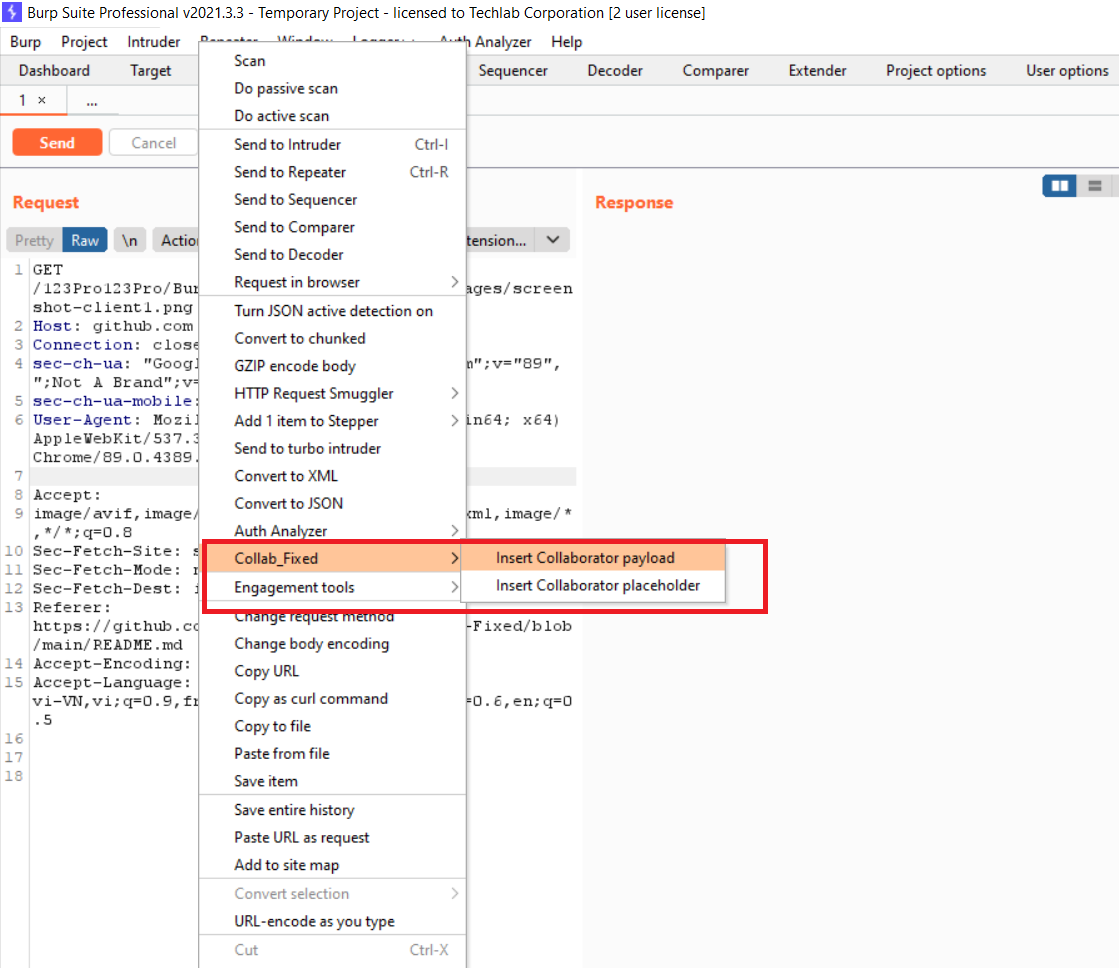 Burp Suite Professional v2021.3.3 - Temporary Project - licensed to Techlab Corporation [2 user license]
Burp Project Intruder Repeater Window Logger++ Auth Analyzer Help
Dashboard Target Sequencer Decoder Comparer Extender Project options User options
1 × ...
Send Cancel
Request
Pretty Raw \n Actio tension...
1 GET
/123Pro123Pro/Bur ages/screen
shot-client1.png
2 Host: github.com
3 Connection: close
4 sec-ch-ua: "Googl m";v="89",
";Not A Brand";v=
5 sec-ch-ua-mobile:
6 User-Agent: Mozil in64; x64)
AppleWebKit/537.3
Chrome/89.0.4389.
7
8 Accept:
9 image/avif,image/ xml,image/*
,*/*;q=0.8
10 Sec-Fetch-Site: s
11 Sec-Fetch-Mode: n
12 Sec-Fetch-Dest: i
13 Referer:
https://github.co -Fixed/blob
/main/README.md
14 Accept-Encoding:
15 Accept-Language:
vi-VN,vi;q=0.9,fr =0.6,en;q=0
.5
16
17
18
Scan
Do passive scan
Do active scan
Send to Intruder Ctrl-I
Send to Repeater Ctrl-R
Send to Sequencer
Send to Comparer
Send to Decoder
Request in browser
Turn JSON active detection on
Convert to chunked
GZIP encode body
HTTP Request Smuggler
Add 1 item to Stepper
Send to turbo intruder
Convert to XML
Convert to JSON
Auth Analyzer
Collab_Fixed
Engagement tools
Change request method
Change body encoding
Copy URL
Copy as curl command
Copy to file
Paste from file
Save item
Save entire history
Paste URL as request
Add to site map
Convert selection
URL-encode as you type
Cut Ctrl-X
Insert Collaborator payload
Insert Collaborator placeholder
Response